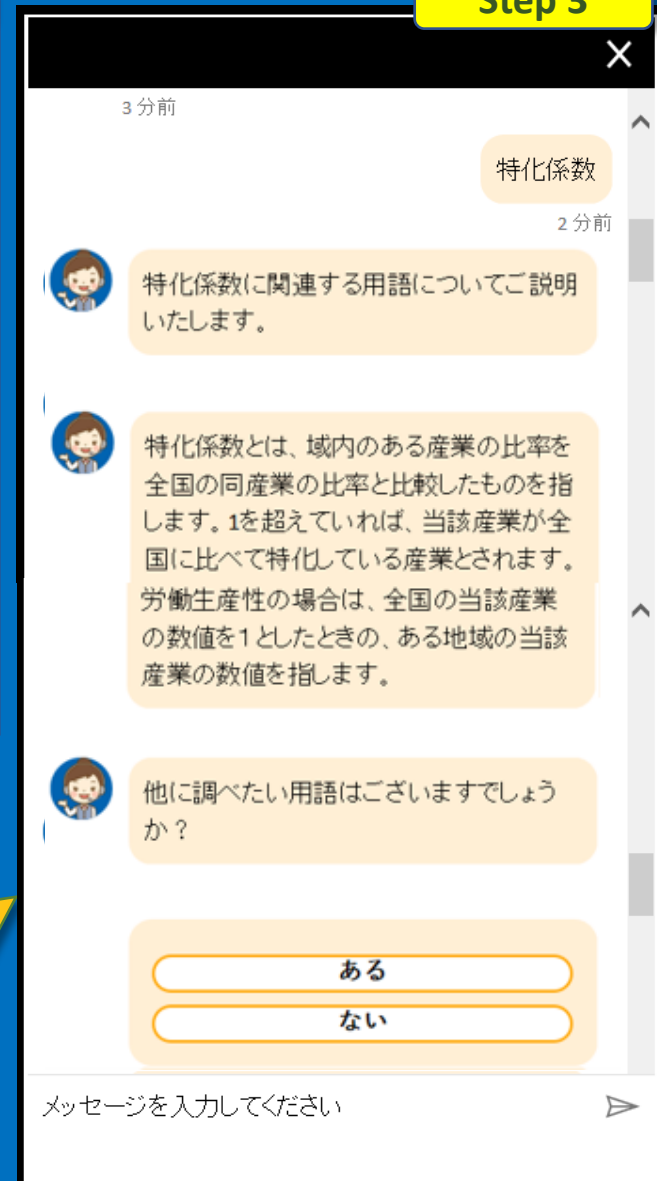 Step 3
×
3 分前
特化係数
2 分前
特化係数に関連する用語についてご説明
いたします。
特化係数とは、域内のある産業の比率を
全国の同産業の比率と比較したものを指
します。1を超えていれば、当該産業が全
国に比べて特化している産業とされます。
労働生産性の場合は、全国の当該産業
の数値を1としたときの、ある地域の当該
産業の数値を指します。
他に調べたい用語はございますでしょう
か？
ある
ない
メッセージを入力してください